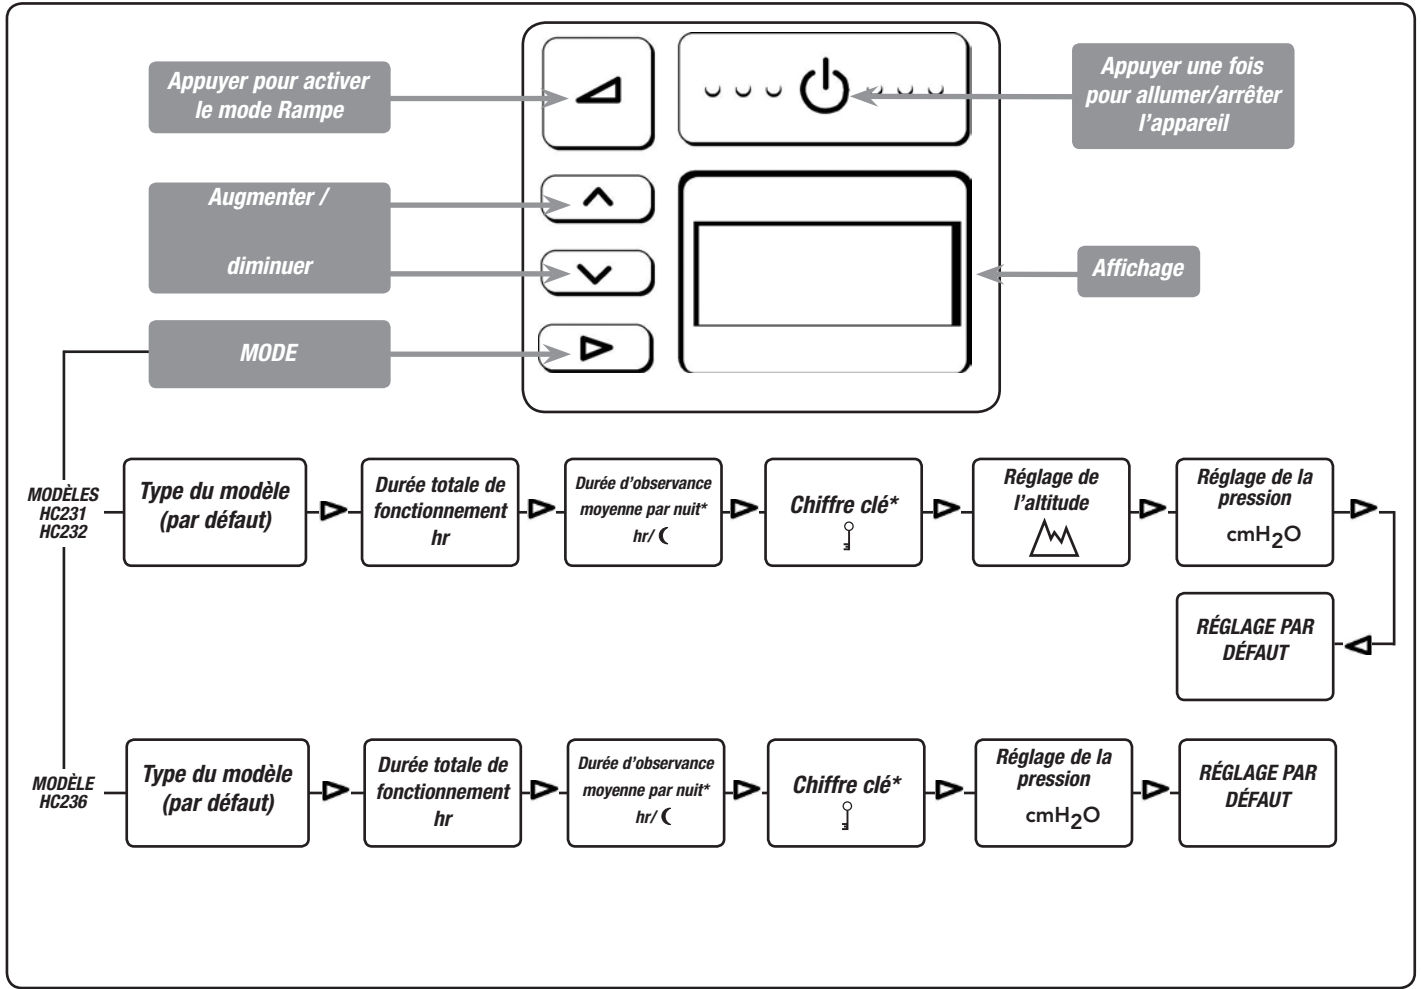 Appuyer pour activer
le mode Rampe
Appuyer une fois
pour allumer/arrêter
l'appareil
Augmenter /
diminuer
Affichage
MODE
MODÈLES
HC231
HC232
Type du modèle
(par défaut)
Durée totale de
fonctionnement
hr
Durée d'observance
moyenne par nuit*
hr/
Chiffre clé*
Réglage de
l'altitude
Réglage de la
pression
cmH2O
RÉGLAGE PAR
DÉFAUT
MODÈLE
HC236
Type du modèle
(par défaut)
Durée totale de
fonctionnement
hr
Durée d'observance
moyenne par nuit*
hr/
Chiffre clé*
Réglage de la
pression
cmH2O
RÉGLAGE PAR
DÉFAUT